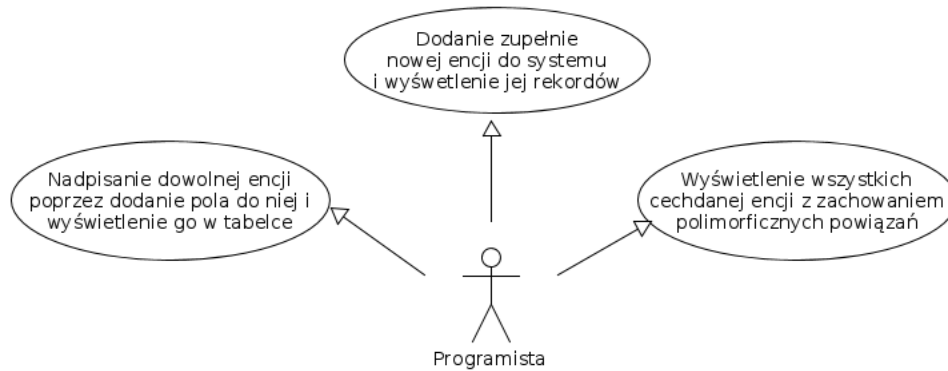 Dodanie zupełnie
nowej encji do systemu
i wyśwetlenie jej rekordów
Nadpisanie dowolnej encji
poprzez dodanie pola do niej i
wyświetlenie go w tabelce
Wyświetlenie wszystkich
cechdanej encji z zachowaniem
polimorficznych powiązań
Programista